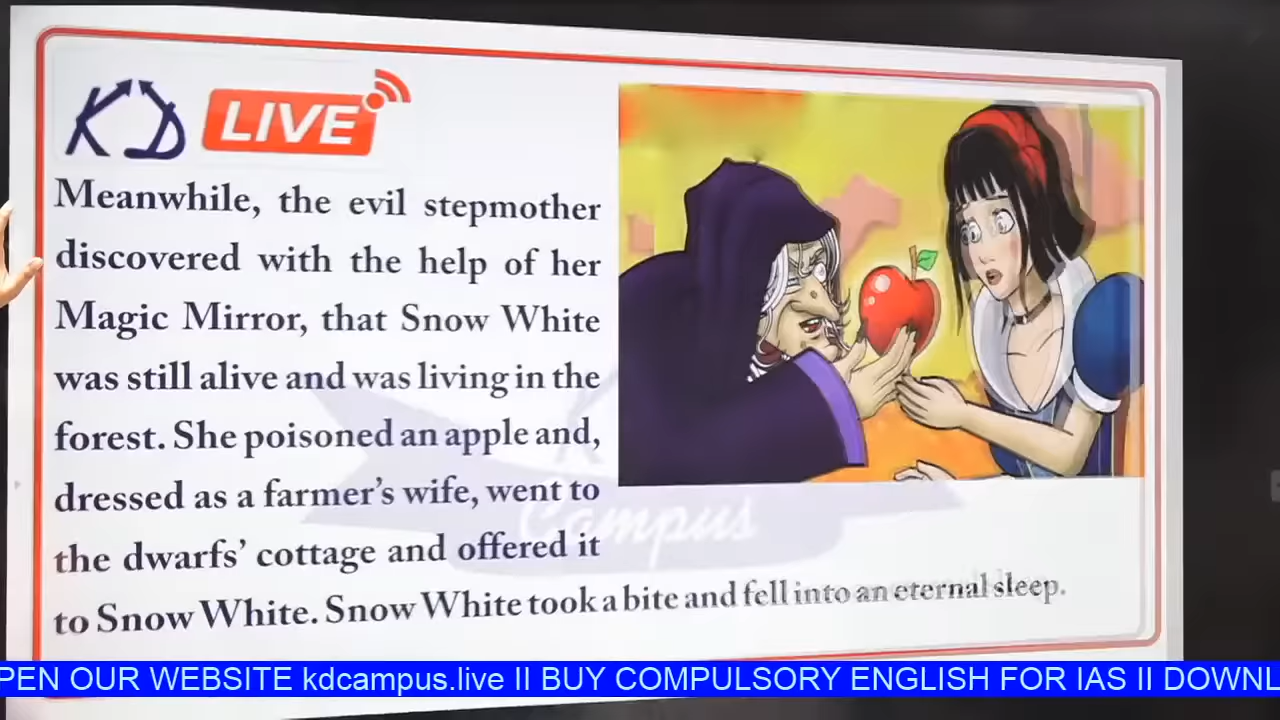 KD LIVE
Meanwhile, the evil stepmother
discovered with the help of her
Magic Mirror, that Snow White
was still alive and was living in the
forest. She poisoned an apple and,
dressed as a farmer's wife, went to
the dwarfs' cottage and offered it
to Snow White. Snow White took a bite and fell into an eternal sleep.
Campus
PEN OUR WEBSITE kdcampus.live II BUY COMPULSORY ENGLISH FOR IAS II DOWNL